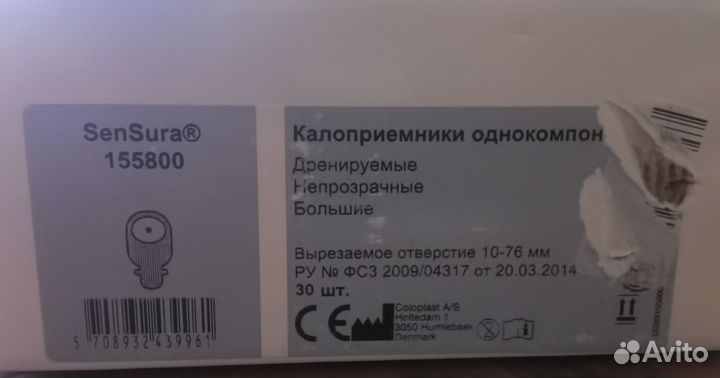 SenSura®
155800
5 708932 439961
Калоприемники однокомпон
Дренируемые
Непрозрачные
Большие
Вырезаемое отверстие 10-76 мм
РУ № ФСЗ 2009/04317 от 20.03.2014
30 шт.
CE
Coloplast A/S
Holtedam 1
3050 Humlebaek
Denmark
Avito